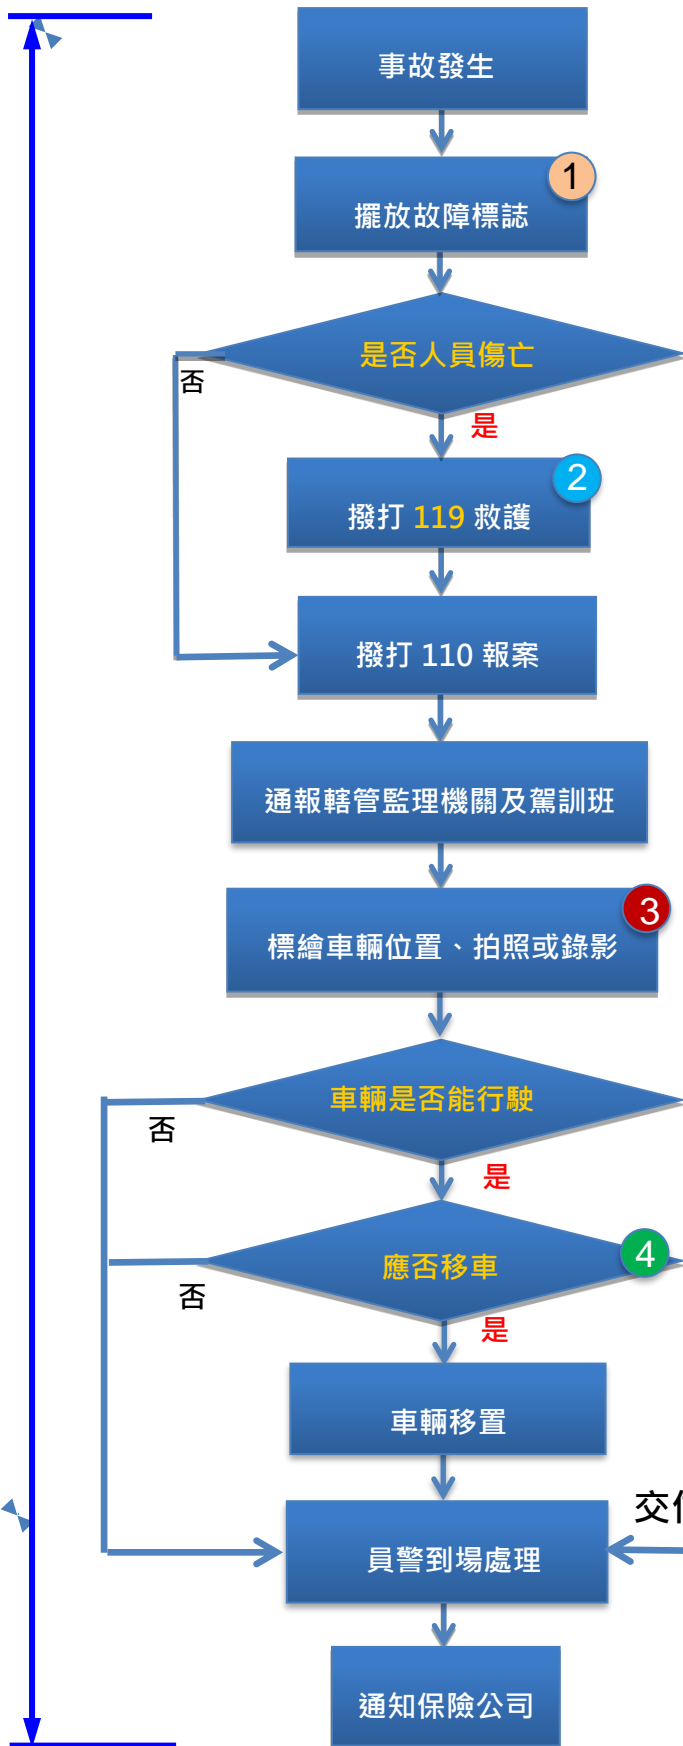 事故發生
1
擺放故障標誌
是否人員傷亡
否
是
2
撥打 119 救護
撥打 110 報案
通報轄管監理機關及駕訓班
3
標繪車輛位置、拍照或錄影
車輛是否能行駛
否
是
4
應否移車
否
是
車輛移置
交
員警到場處理
通知保險公司